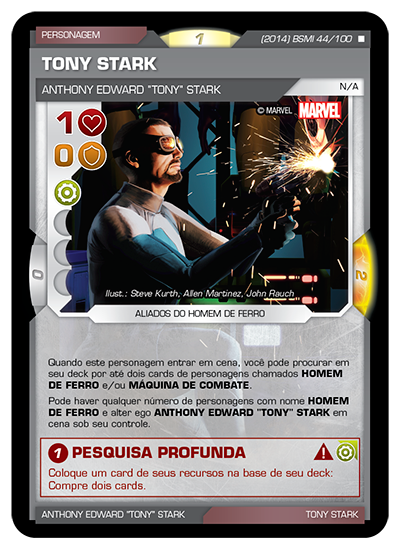 PERSONAGEM
1
(2014) BSMI 44/100
TONY STARK
ANTHONY EDWARD "TONY" STARK
N/A
© MARVEL MARVEL
1
0
0
2
Ilust.: Steve Kurth, Allen Martinez, John Rauch
ALIADOS DO HOMEM DE FERRO
Quando este personagem entrar em cena, você pode procurar em
seu deck por até dois cards de personagens chamados HOMEM
DE FERRO e/ou MÁQUINA DE COMBATE.
Pode haver qualquer número de personagens com nome HOMEM
DE FERRO e alter ego ANTHONY EDWARD "TONY" STARK em
cena sob seu controle.
1 PESQUISA PROFUNDA
Coloque um card de seus recursos na base de seu deck:
Compre dois cards.
ANTHONY EDWARD "TONY" STARK
TONY STARK